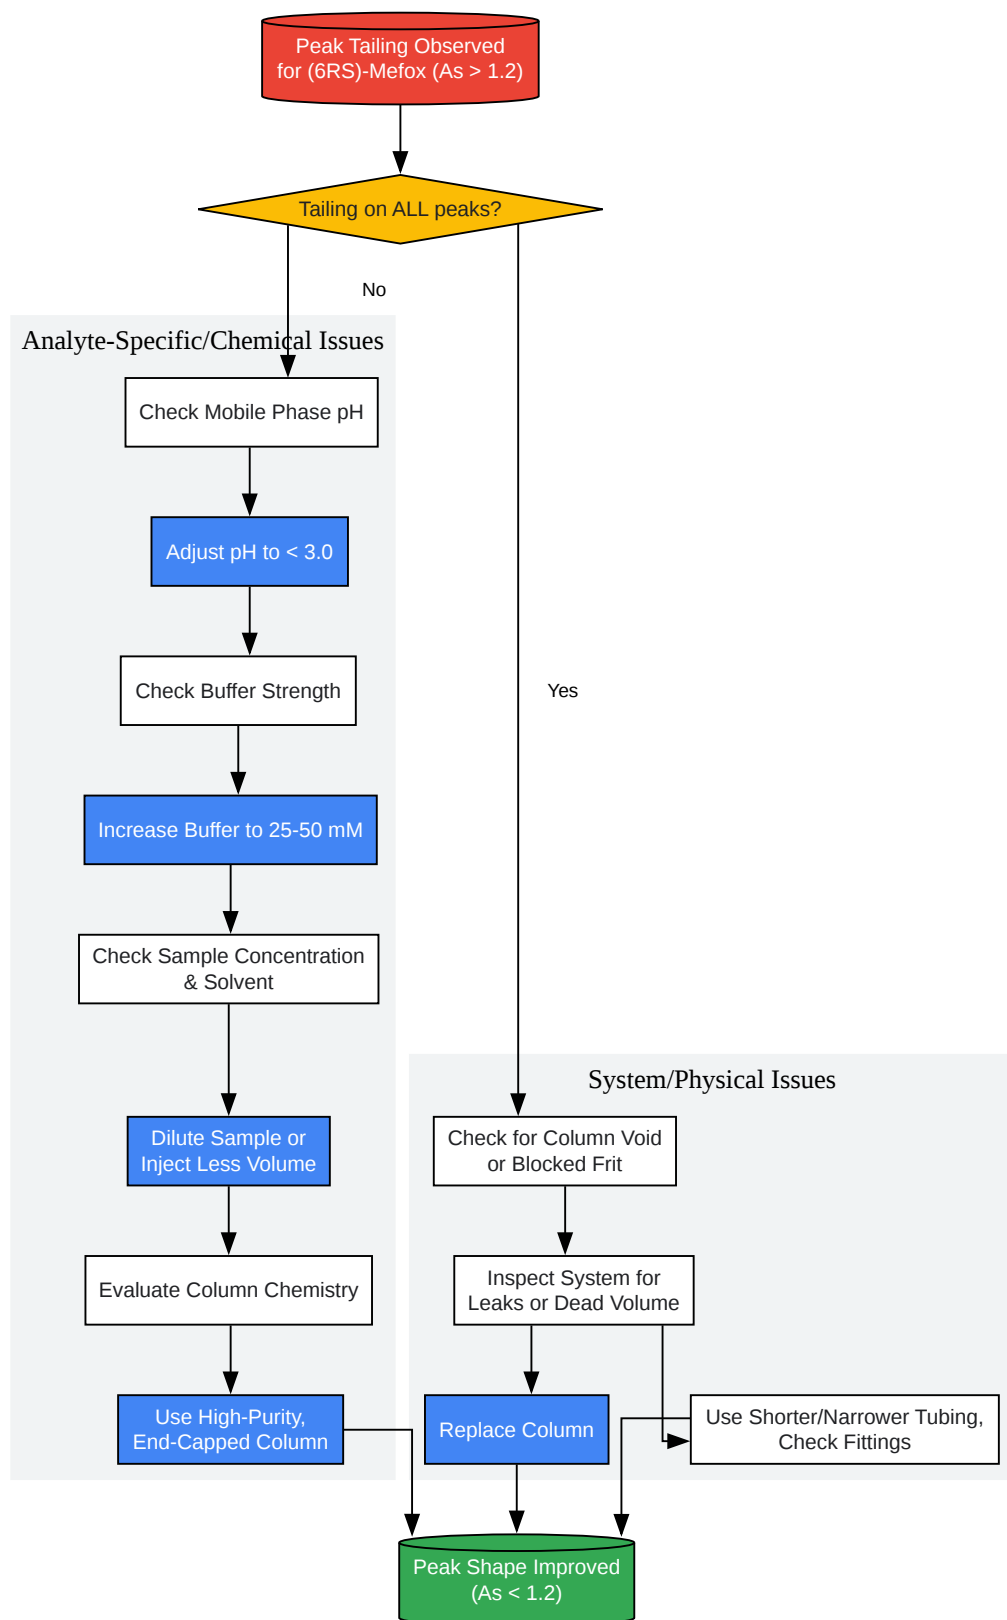 Peak Tailing Observed
for (6RS)-Mefox (As > 1.2)
Tailing on ALL peaks?
No
Analyte-Specific/Chemical Issues
Check Mobile Phase pH
Adjust pH to < 3.0
Check Buffer Strength
Yes
Increase Buffer to 25-50 mM
Check Sample Concentration
& Solvent
System/Physical Issues
Dilute Sample or
Inject Less Volume
Check for Column Void
or Blocked Frit
Evaluate Column Chemistry
Inspect System for
Leaks or Dead Volume
Use High-Purity,
End-Capped Column
Replace Column
Use Shorter/Narrower Tubing,
Check Fittings
Peak Shape Improved
(As < 1.2)